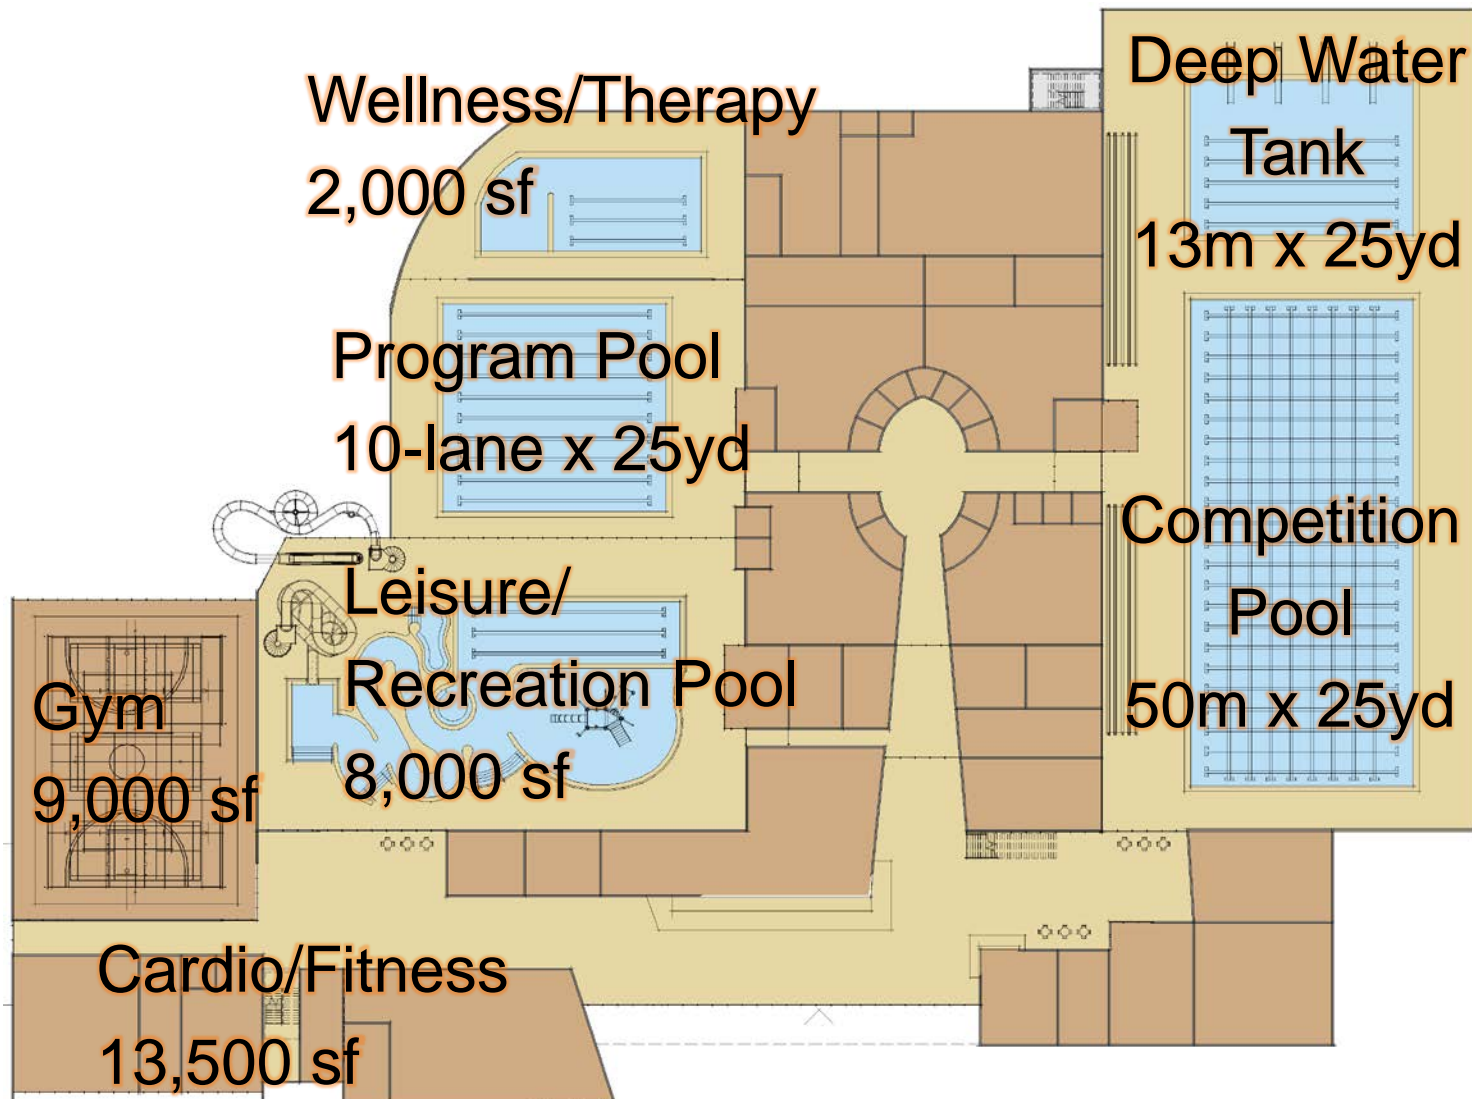 Wellness/Therapy
2,000 sf
Program Pool
10-lane x 25yd
Leisure/
Recreation Pool
8,000 sf
Gym
9,000 sf
Cardio/Fitness
13,500 sf
Deep Water
Tank
13m x 25yd
Competition
Pool
50m x 25yd